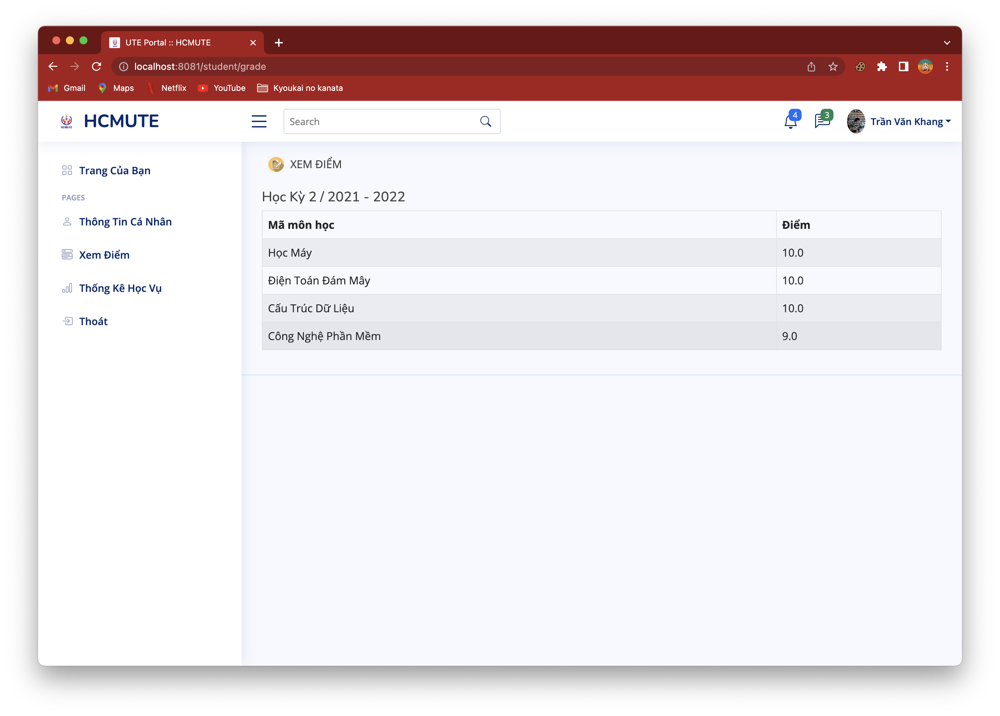 UTE Portal :: HCMUTE
localhost:8081/student/grade
Gmail Maps Netflix YouTube Kyoukai no kanata
HCMUTE
HCMUTE
Search
4
3
Trần Văn Khang
Trang Của Bạn
PAGES
Thông Tin Cá Nhân
Xem Điểm
Thống Kê Học Vụ
Thoát
XEM ĐIỂM
Học Kỳ 2 / 2021 - 2022
Mã môn học Điểm
Học Máy 10.0
Điện Toán Đám Mây 10.0
Cấu Trúc Dữ Liệu 10.0
Công Nghệ Phần Mềm 9.0